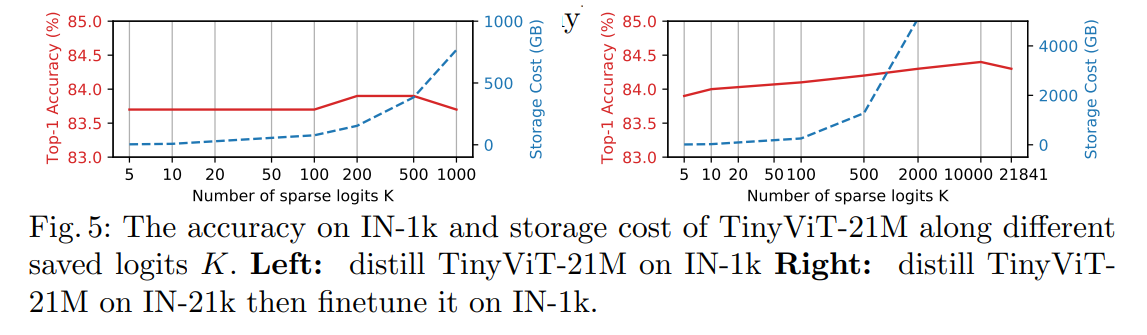 y
Top-1 Accuracy (%)
85.0
84.5
84.0
83.5
83.0
1000
500
0
Storage Cost (GB)
5 10 20 50 100 200 500 1000
Number of sparse logits K
Top-1 Accuracy (%)
85.0
84.5
84.0
83.5
83.0
4000
2000
0
Storage Cost (GB)
5 10 20 50 100 500 2000 10000 21841
Number of sparse logits K
Fig. 5: The accuracy on IN-1k and storage cost of TinyViT-21M along different
saved logits K. Left: distill TinyViT-21M on IN-1k Right: distill TinyViT-
21M on IN-21k then finetune it on IN-1k.